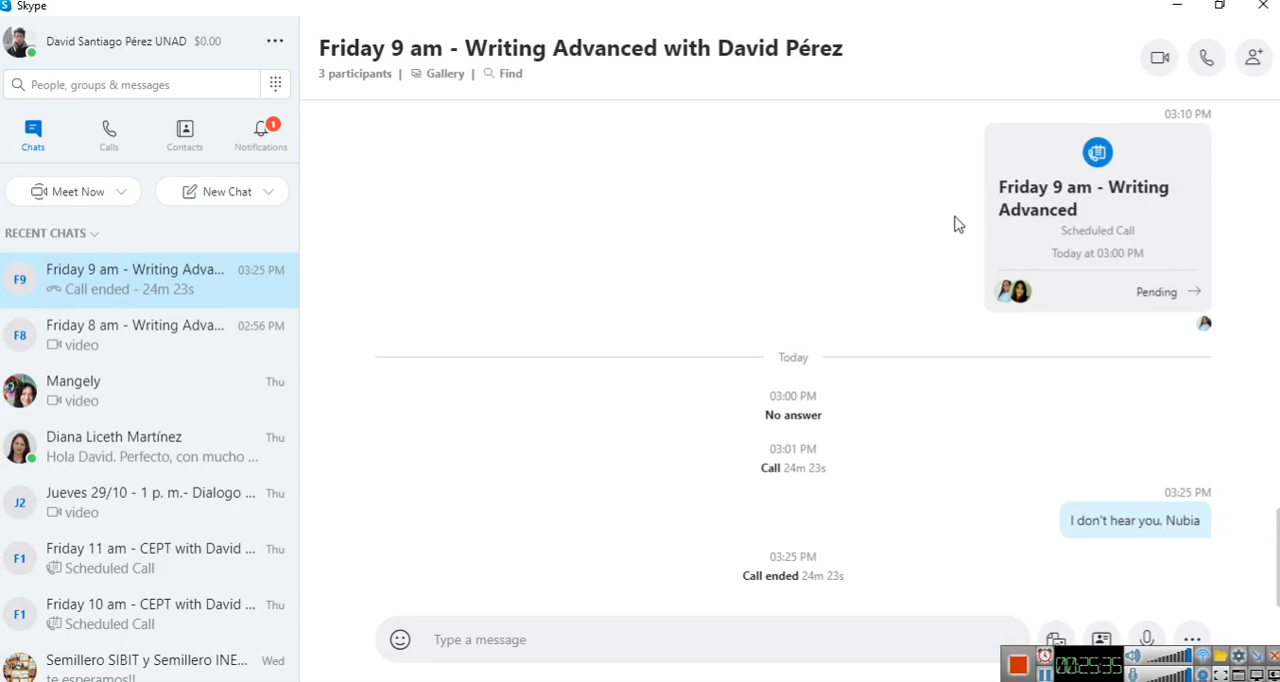 Skype
David Santiago Pérez UNAD $0.00
People, groups & messages
Chats
Calls
Contacts
1
Notifications
Meet Now
New Chat
RECENT CHATS
F9
Friday 9 am - Writing Adva... 03:25 PM
Call ended - 24m 23s
F8
Friday 8 am - Writing Adva... 02:56 PM
video
Mangely Thu
video
Diana Liceth Martínez Thu
Hola David. Perfecto, con mucho ...
J2
Jueves 29/10 - 1 p. m.- Dialogo ... Thu
video
F1
Friday 11 am - CEPT with David ... Thu
Scheduled Call
F1
Friday 10 am - CEPT with David ... Thu
Scheduled Call
Semillero SIBIT y Semillero INE... Wed
te esperamos!!
Friday 9 am - Writing Advanced with David Pérez
3 participants | Gallery | Find
03:10 PM
Friday 9 am - Writing
Advanced
Scheduled Call
Today at 03:00 PM
Pending
Today
03:00 PM
No answer
03:01 PM
Call 24m 23s
03:25 PM
I don't hear you, Nubia
03:25 PM
Call ended 24m 23s
Type a message
00:25:35